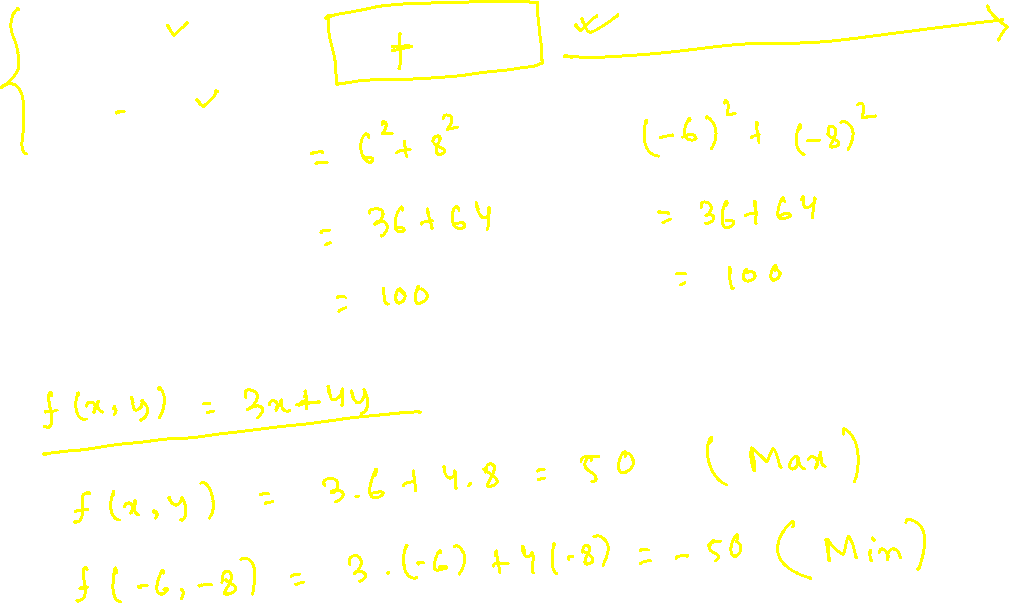 ✓ + ✓
- ✓
= 6² + 8² (-6)² + (-8)²
= 36 + 64 = 36 + 64
= 100 = 100
f(x,y) = 3x+4y
f(x,y) = 3.6 + 4.8 = 50 (Max)
f(-6,-8) = 3.(-6) + 4(-8) = -50 (Min)